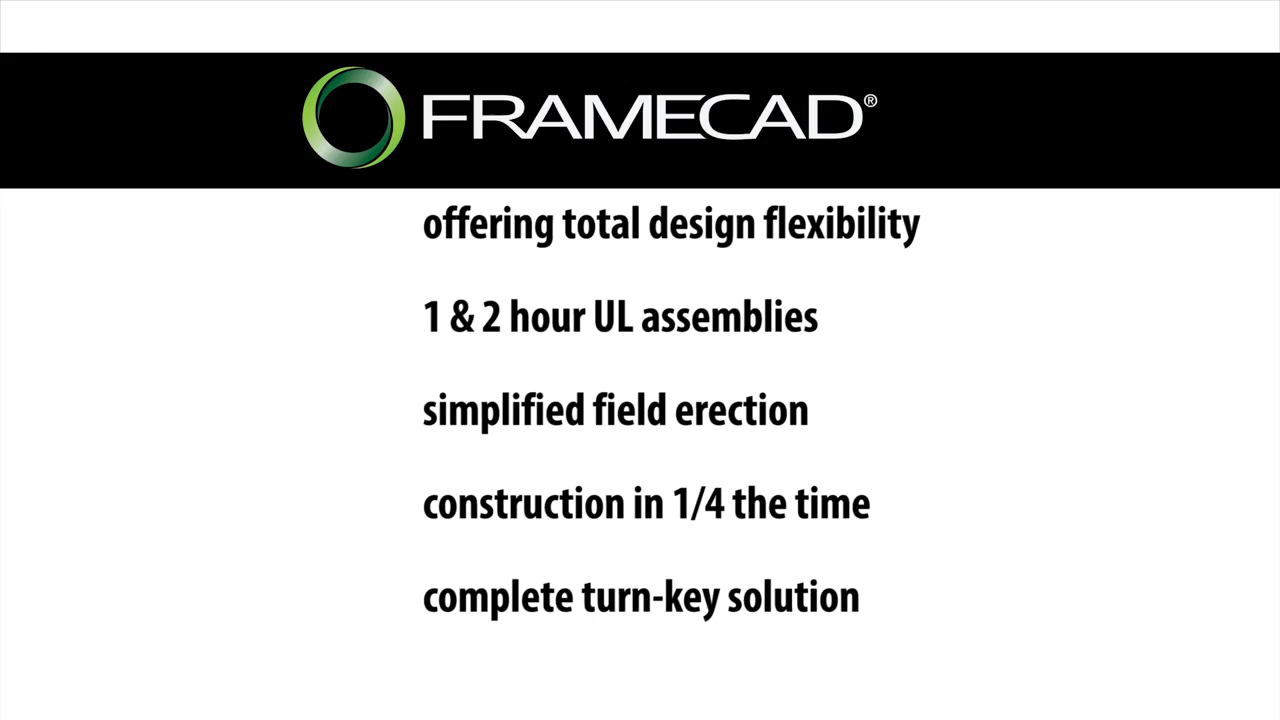 FRAMECAD®
offering total design flexibility
1 & 2 hour UL assemblies
simplified field erection
construction in 1/4 the time
complete turn-key solution